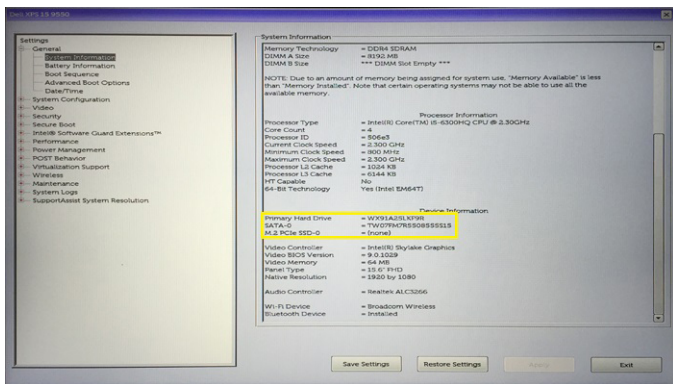 Dell XPS 15 9550
Settings
General
System Information
Battery Information
Boot Sequence
Advanced Boot Options
Date/Time
System Configuration
Video
Security
Secure Boot
Intel® Software Guard Extensions™
Performance
Power Management
POST Behavior
Virtualization Support
Wireless
Maintenance
System Logs
SupportAssist System Resolution
System Information
Memory Technology = DDR4 SDRAM
DIMM A Size = 8192 MB
DIMM B Size *** DIMM Slot Empty ***
NOTE: Due to an amount of memory being assigned for system use, "Memory Available" is less
than "Memory Installed". Note that certain operating systems may not be able to use all the
available memory.
Processor Information
Processor Type = Intel(R) Core(TM) i5-6300HQ CPU @ 2.30GHz
Core Count = 4
Processor ID = 506e3
Current Clock Speed = 2.300 GHz
Minimum Clock Speed = 800 MHz
Maximum Clock Speed = 2.300 GHz
Processor L2 Cache = 1024 KB
Processor L3 Cache = 6144 KB
HT Capable No
64-Bit Technology Yes (Intel EM64T)
Device Information
Primary Hard Drive =
SATA-0 =
M.2 PCIe SSD-0 = (none)
Video Controller = Intel(R) Skylake Graphics
Video BIOS Version = 9.0.1029
Video Memory = 64 MB
Panel Type = 15.6" FHD
Native Resolution = 1920 by 1080
Audio Controller = Realtek ALC3266
Wi-Fi Device = Broadcom Wireless
Bluetooth Device = Installed
Save Settings
Restore Settings
Apply
Exit